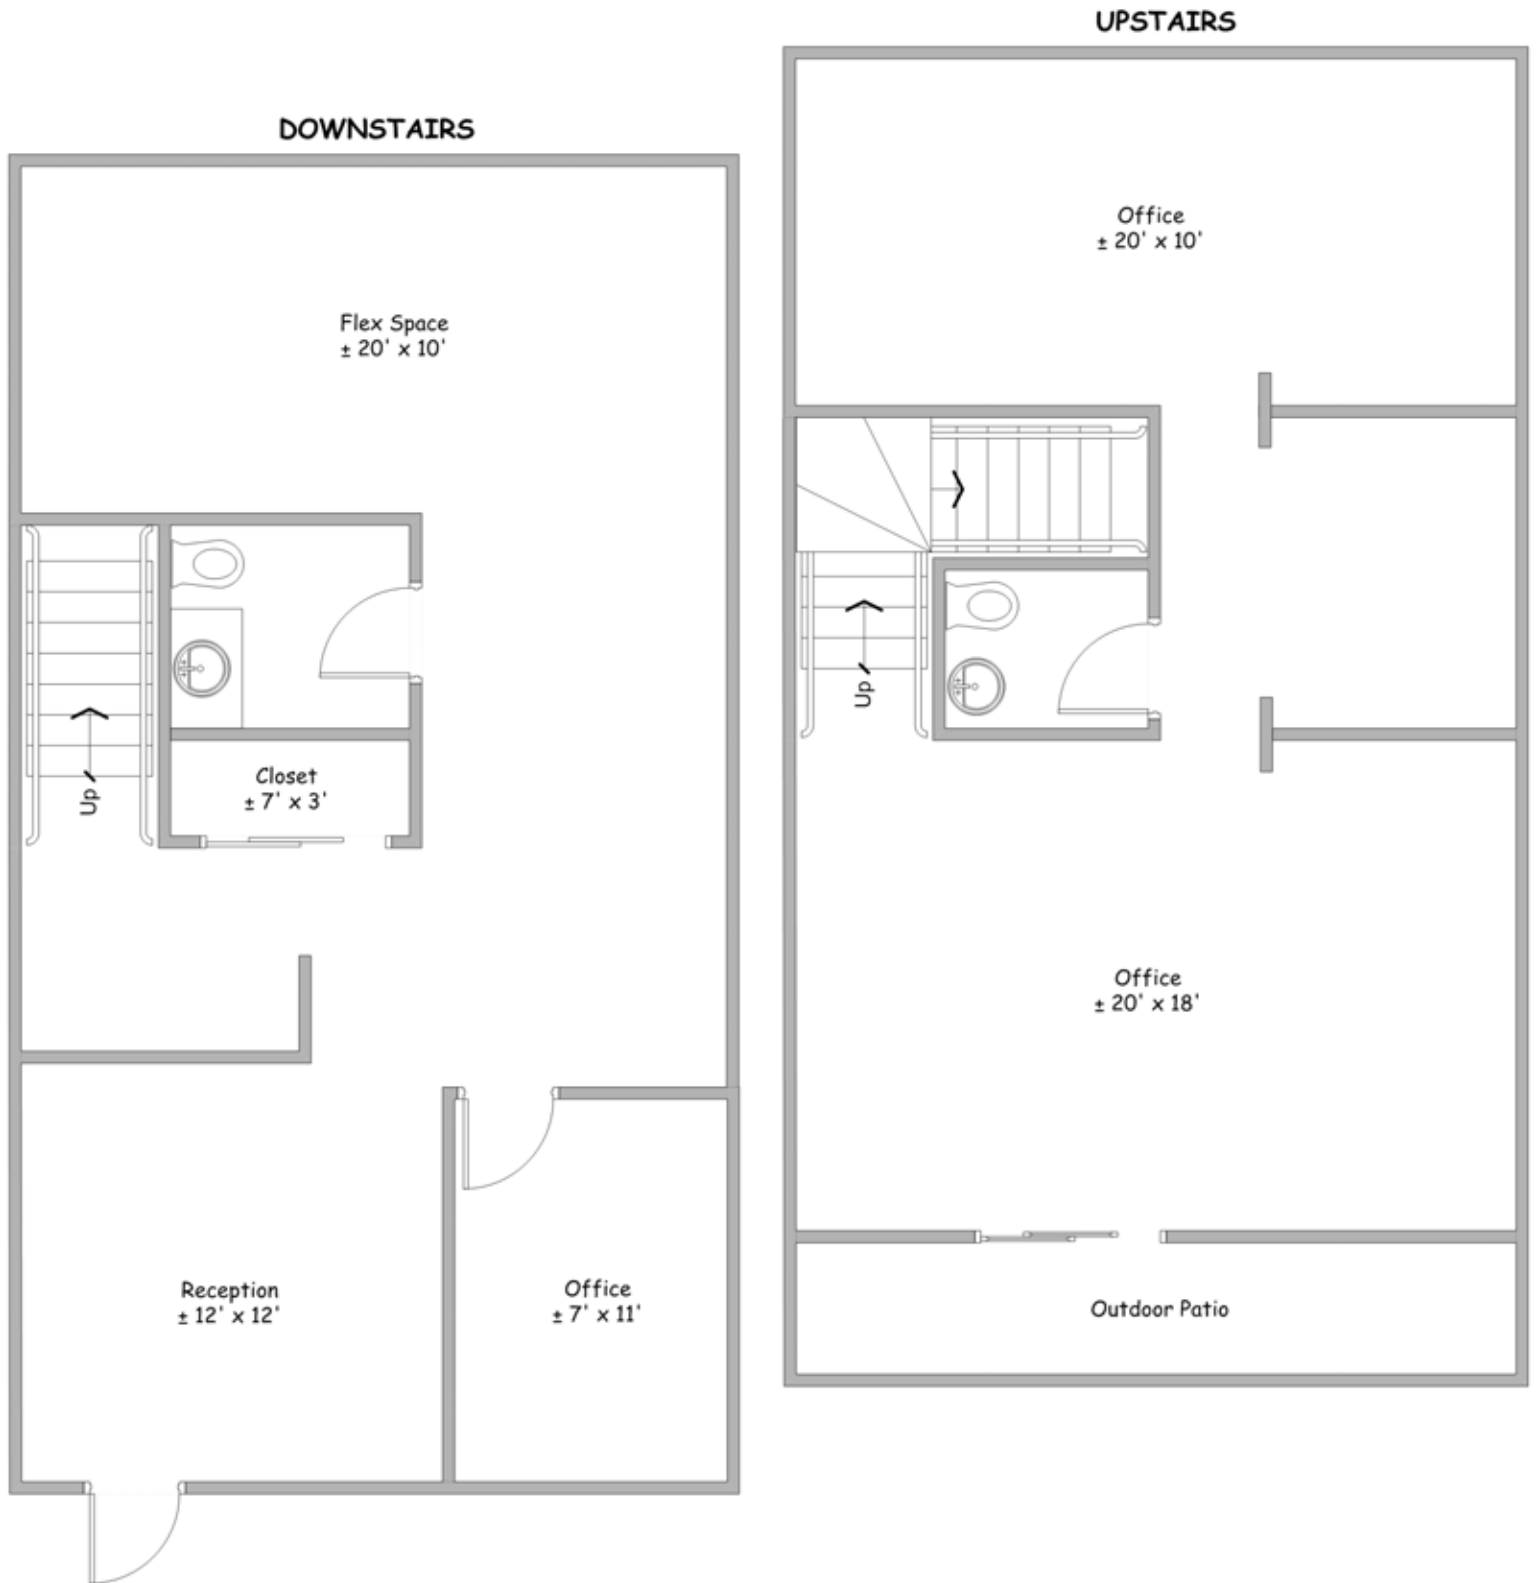 DOWNSTAIRS
Flex Space
± 20' x 10'
Up
Closet
± 7' x 3'
Reception
± 12' x 12'
Office
± 7' x 11'
UPSTAIRS
Office
± 20' x 10'
Up
Office
± 20' x 18'
Outdoor Patio